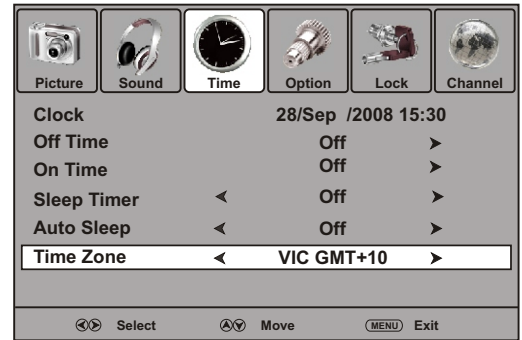 Picture Sound Time Option Lock Channel
Clock 28/Sep /2008 15:30
Off Time Off
On Time Off
Sleep Timer Off
Auto Sleep Off
Time Zone VIC GMT+10
Select Move MENU Exit